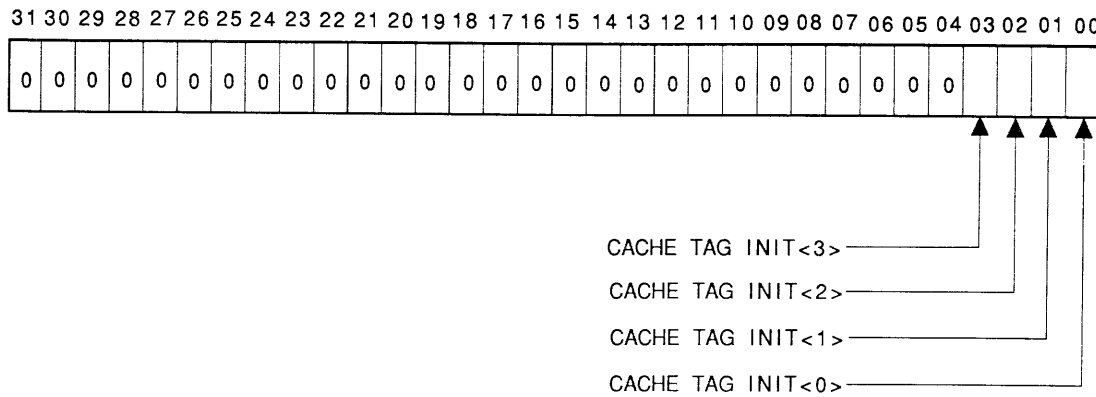 31 30 29 28 27 26 25 24 23 22 21 20 19 18 17 16 15 14 13 12 11 10 09 08 07 06 05 04 03 02 01 00
0 0 0 0 0 0 0 0 0 0 0 0 0 0 0 0 0 0 0 0 0 0 0 0 0 0 0 0
CACHE TAG INIT<3>
CACHE TAG INIT<2>
CACHE TAG INIT<1>
CACHE TAG INIT<0>